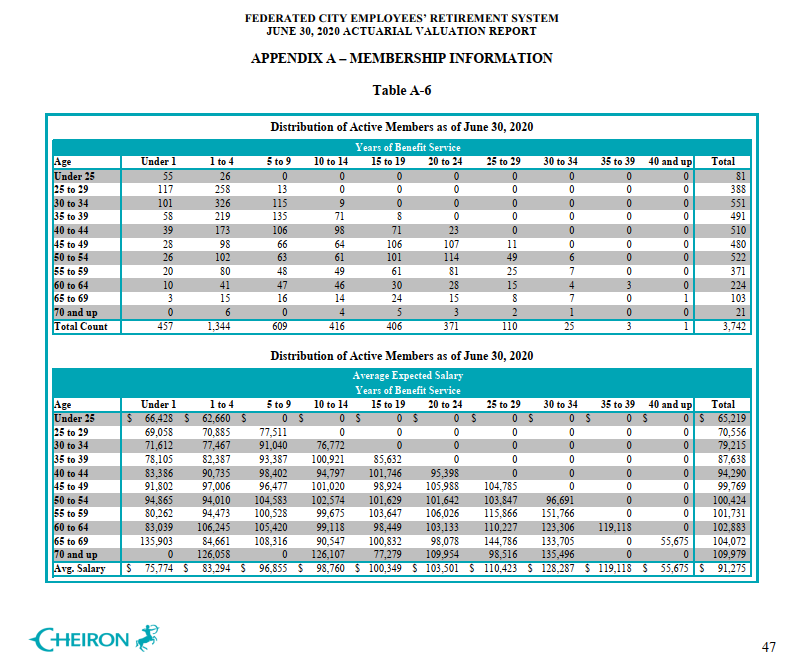 FEDERATED CITY EMPLOYEES' RETIREMENT SYSTEM
JUNE 30, 2020 ACTUARIAL VALUATION REPORT
APPENDIX A – MEMBERSHIP INFORMATION
Table A-6
Distribution of Active Members as of June 30, 2020
Years of Benefit Service
Age Under 1 1 to 4 5 to 9 10 to 14 15 to 19 20 to 24 25 to 29 30 to 34 35 to 39 40 and up Total
Under 25 55 26 0 0 0 0 0 0 0 0 81
25 to 29 117 258 13 0 0 0 0 0 0 0 388
30 to 34 101 326 115 9 0 0 0 0 0 0 551
35 to 39 58 219 135 71 8 0 0 0 0 0 491
40 to 44 39 173 106 98 71 23 0 0 0 0 510
45 to 49 28 98 66 64 106 107 11 0 0 0 480
50 to 54 26 102 63 61 101 114 49 6 0 0 522
55 to 59 20 80 48 49 61 81 25 7 0 0 371
60 to 64 10 41 47 46 30 28 15 4 3 0 224
65 to 69 3 15 16 14 24 15 8 7 0 1 103
70 and up 0 6 0 4 5 3 2 1 0 0 21
Total Count 457 1,344 609 416 406 371 110 25 3 1 3,742
Distribution of Active Members as of June 30, 2020
Average Expected Salary
Years of Benefit Service
Age Under 1 1 to 4 5 to 9 10 to 14 15 to 19 20 to 24 25 to 29 30 to 34 35 to 39 40 and up Total
Under 25 $ 66,428 $ 62,660 $ 0 $ 0 $ 0 $ 0 $ 0 $ 0 $ 0 $ 0 $ 65,219
25 to 29 69,058 70,885 77,511 0 0 0 0 0 0 0 70,556
30 to 34 71,612 77,467 91,040 76,772 0 0 0 0 0 0 79,215
35 to 39 78,105 82,387 93,387 100,921 85,632 0 0 0 0 0 87,638
40 to 44 83,386 90,735 98,402 94,797 101,746 95,398 0 0 0 0 94,290
45 to 49 91,802 97,006 96,477 101,020 98,924 105,988 104,785 0 0 0 99,769
50 to 54 94,865 94,010 104,583 102,574 101,629 101,642 103,847 96,691 0 0 100,424
55 to 59 80,262 94,473 100,528 99,675 103,647 106,026 115,866 151,766 0 0 101,731
60 to 64 83,039 106,245 105,420 99,118 98,449 103,133 110,227 123,306 119,118 0 102,883
65 to 69 135,903 84,661 108,316 90,547 100,832 98,078 144,786 133,705 0 55,675 104,072
70 and up 0 126,058 0 126,107 77,279 109,954 98,516 135,496 0 0 109,979
Avg. Salary $ 75,774 $ 83,294 $ 96,855 $ 98,760 $ 100,349 $ 103,501 $ 110,423 $ 128,287 $ 119,118 $ 55,675 $ 91,275
CHEIRON
47